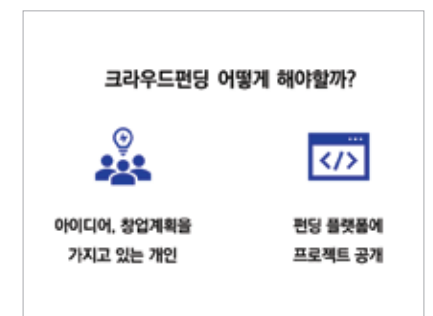 크라우드펀딩 어떻게 해야할까?
</>
아이디어, 창업계획을
가지고 있는 개인
펀딩 플랫폼에
프로젝트 공개